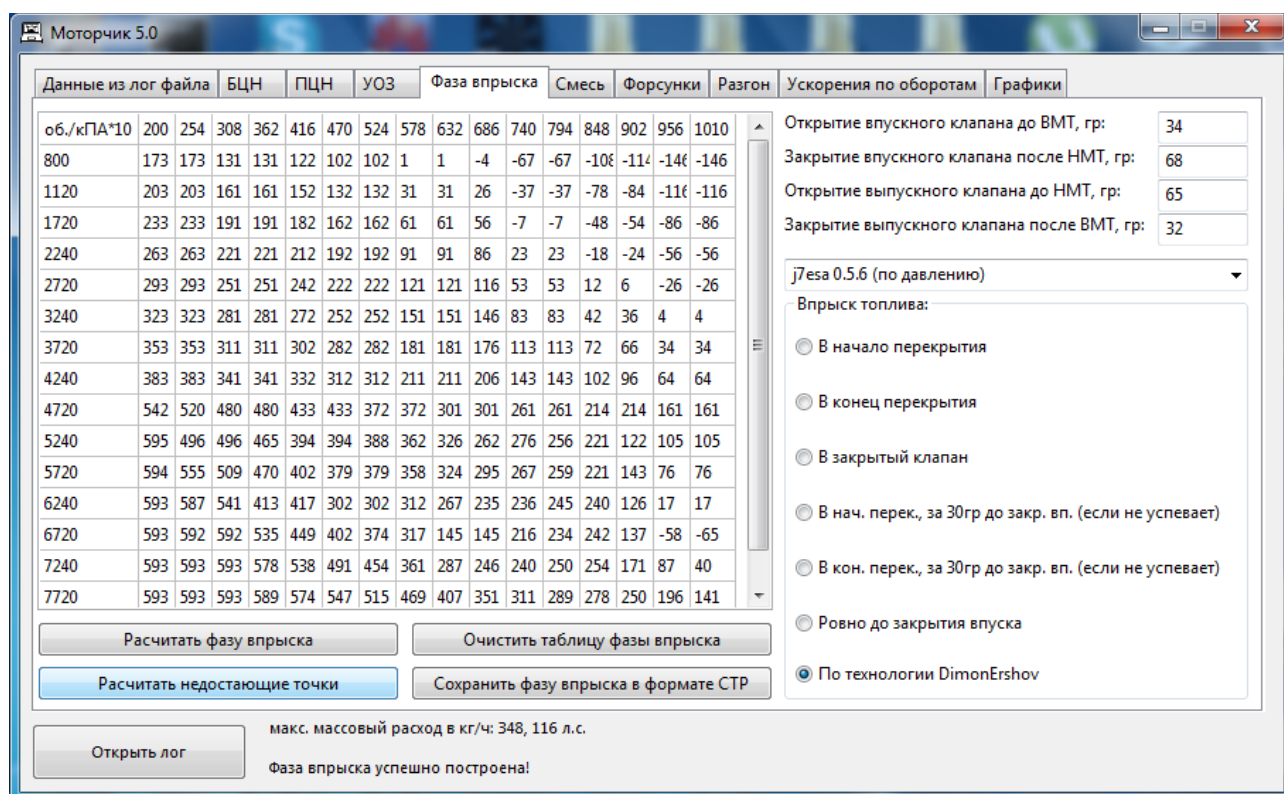 Моторчик 5.0
Данные из лог файла БЦН ПЦН УОЗ Фаза впрыска Смесь Форсунки Разгон Ускорения по оборотам Графики
об./кПА*10 200 254 308 362 416 470 524 578 632 686 740 794 848 902 956 1010
800 173 173 131 131 122 102 102 1 1 -4 -67 -67 -108 -114 -146 -146
1120 203 203 161 161 152 132 132 31 31 26 -37 -37 -78 -84 -116 -116
1720 233 233 191 191 182 162 162 61 61 56 -7 -7 -48 -54 -86 -86
2240 263 263 221 221 212 192 192 91 91 86 23 23 -18 -24 -56 -56
2720 293 293 251 251 242 222 222 121 121 116 53 53 12 6 -26 -26
3240 323 323 281 281 272 252 252 151 151 146 83 83 42 36 4 4
3720 353 353 311 311 302 282 282 181 181 176 113 113 72 66 34 34
4240 383 383 341 341 332 312 312 211 211 206 143 143 102 96 64 64
4720 542 520 480 480 433 433 372 372 301 301 261 261 214 214 161 161
5240 595 496 496 465 394 394 388 362 326 262 276 256 221 122 105 105
5720 594 555 509 470 402 379 379 358 324 295 267 259 221 143 76 76
6240 593 587 541 413 417 302 302 312 267 235 236 245 240 126 17 17
6720 593 592 592 535 449 402 374 317 145 145 216 234 242 137 -58 -65
7240 593 593 593 578 538 491 454 361 287 246 240 250 254 171 87 40
7720 593 593 593 589 574 547 515 469 407 351 311 289 278 250 196 141
Расчитать фазу впрыска Очистить таблицу фазы впрыска
Расчитать недостающие точки Сохранить фазу впрыска в формате СТР
Открытие впускного клапана до ВМТ, гр: 34
Закрытие впускного клапана после НМТ, гр: 68
Открытие выпускного клапана до НМТ, гр: 65
Закрытие выпускного клапана после ВМТ, гр: 32
j7esa 0.5.6 (по давлению)
Впрыск топлива:
В начало перекрытия
В конец перекрытия
В закрытый клапан
В нач. перек., за 30гр до закр. вп. (если не успевает)
В кон. перек., за 30гр до закр. вп. (если не успевает)
Ровно до закрытия впуска
По технологии DimonErshov
Открыть лог
макс. массовый расход в кг/ч: 348, 116 л.с.
Фаза впрыска успешно построена!